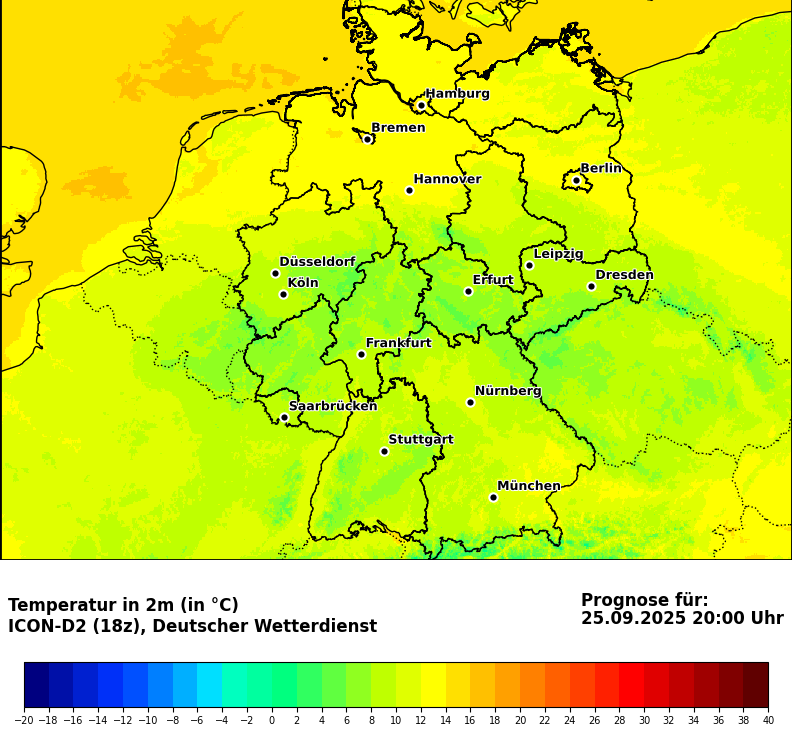 Hamburg
Bremen
Berlin
Hannover
Leipzig
Düsseldorf
Dresden
Köln
Erfurt
Frankfurt
Nürnberg
Saarbrücken
Stuttgart
München
Temperatur in 2m (in °C)
ICON-D2 (18z), Deutscher Wetterdienst
Prognose für:
25.09.2025 20:00 Uhr
−20 −18 −16 −14 −12 −10 −8 −6 −4 −2 0 2 4 6 8 10 12 14 16 18 20 22 24 26 28 30 32 34 36 38 40